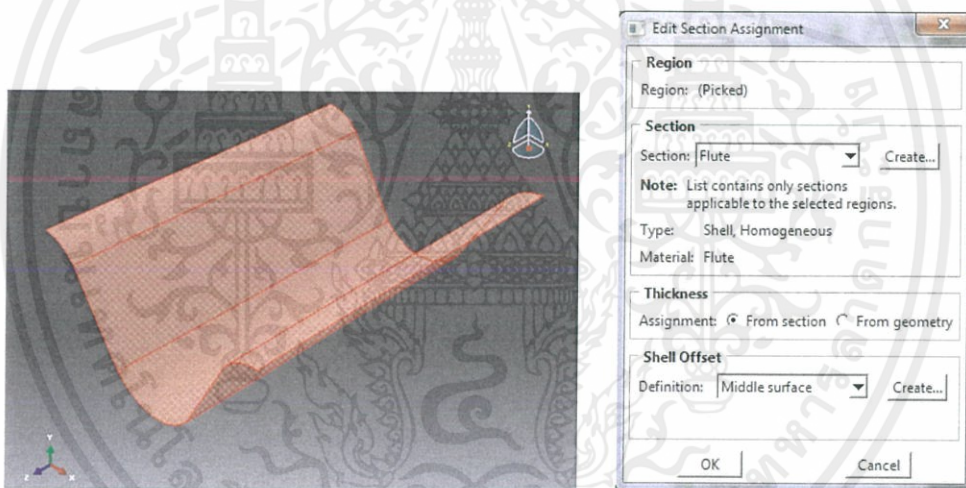 Edit Section Assignment
X
Region
Region: (Picked)
Section
Section: Flute
Create...
Note: List contains only sections
applicable to the selected regions.
Type: Shell, Homogeneous
Material: Flute
Thickness
Assignment: From section From geometry
Shell Offset
Definition: Middle surface
Create...
OK
Cancel
Y
Z
X